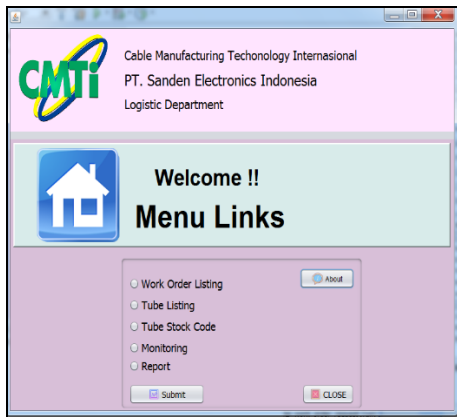 CMTi
Cable Manufacturing Techonology Internasional
PT. Sanden Electronics Indonesia
Logistic Department
Welcome !!
Menu Links
About
Work Order Listing
Tube Listing
Tube Stock Code
Monitoring
Report
Submt
CLOSE